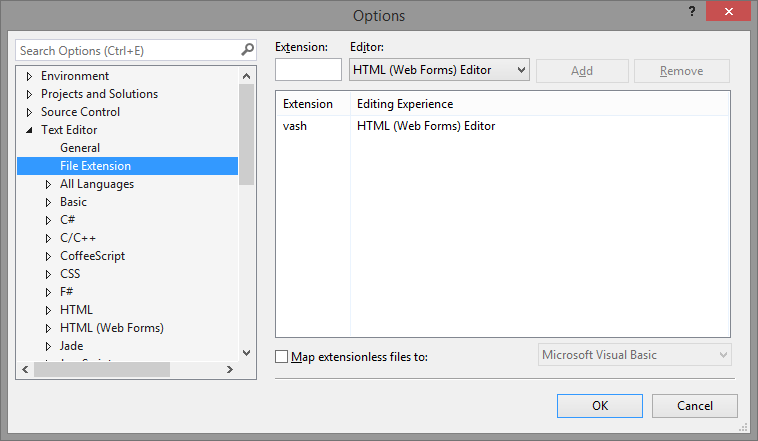 Options
?
Search Options (Ctrl+E)
Environment
Projects and Solutions
Source Control
Text Editor
General
File Extension
All Languages
Basic
C#
C/C++
CoffeeScript
CSS
F#
HTML
HTML (Web Forms)
Jade
Extension: Editor:
HTML (Web Forms) Editor Add Remove
Extension Editing Experience
vash HTML (Web Forms) Editor
Map extensionless files to: Microsoft Visual Basic
OK Cancel